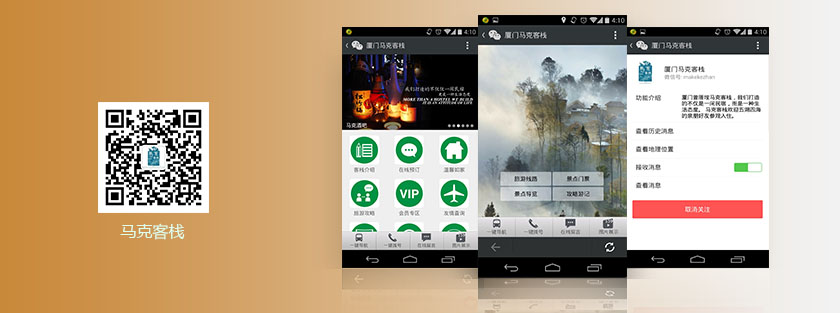 马克客栈
4:10
厦门马克客栈
我们打造的不仅仅一间民宿
而是一种生活态度
MORE THAN A HOSTEL WE BUILD
IT IS AN ATTITUDE OF LIFE
马克酒吧
客栈介绍
在线预订
温馨如家
VIP
旅游攻略
会员专区
友情查询
一键导航
一键拨号
在线留言
图片展示
4:10
厦门马克客栈
旅游线路
景点门票
景点导览
攻略游记
一键导航
一键拨号
在线留言
图片展示
4:10
厦门马克客栈
厦门马克客栈
微信号: makekezhan
功能介绍
厦门曾厝垵马克客栈，我们打造
的不仅是一间民宿，而是一种生
活态度。马克客栈欢迎五湖四海
的亲朋好友参观入住。
查看历史消息
查看地理位置
接收消息
查看消息
取消关注